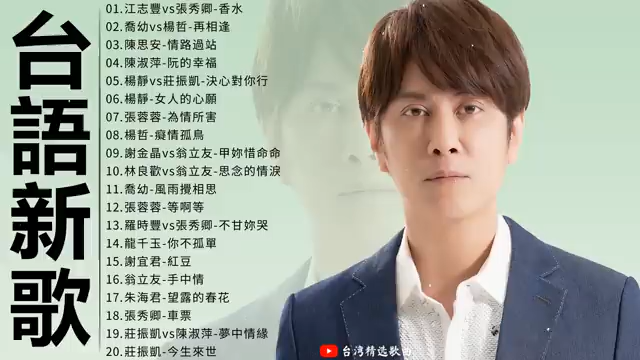 台語新歌
01.江志豐vs張秀卿-香水
02.喬幼vs楊哲-再相逢
03.陳思安-情路過站
04.陳淑萍-阮的幸福
05.楊靜vs莊振凱-決心對你行
06.楊靜-女人的心願
07.張蓉蓉-為情所害
08.楊哲-癡情孤鳥
09.謝金晶vs翁立友-甲妳惜命命
10.林良歡vs翁立友-思念的情淚
11.喬幼-風雨攪相思
12.張蓉蓉-等啊等
13.羅時豐vs張秀卿-不甘妳哭
14.龍千玉-你不孤單
15.謝宜君-紅豆
16.翁立友-手中情
17.朱海君-望露的春花
18.張秀卿-車票
19.莊振凱vs陳淑萍-夢中情緣
20.莊振凱-今生來世
台湾精选歌曲